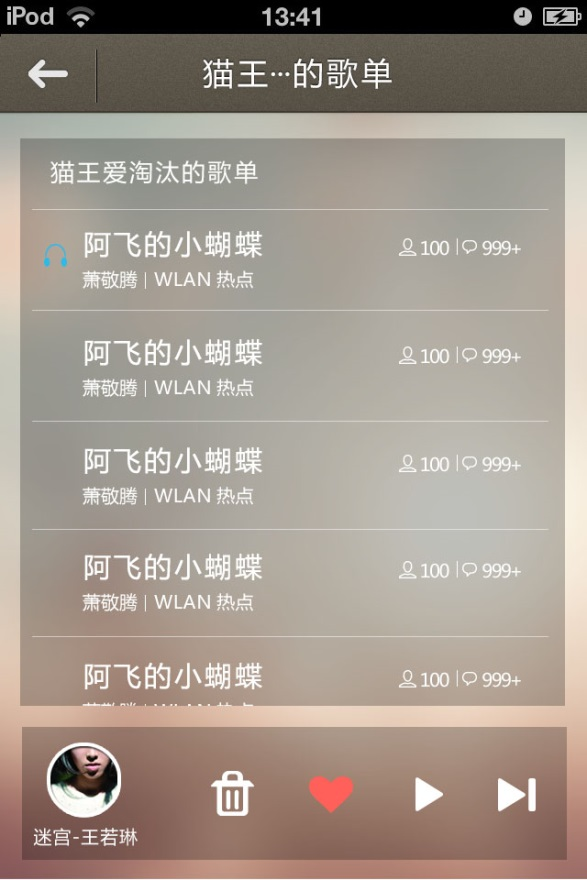 iPod 13:41
猫王···的歌单
猫王爱淘汰的歌单
阿飞的小蝴蝶 100 | 999+
萧敬腾 | WLAN 热点
阿飞的小蝴蝶 100 | 999+
萧敬腾 | WLAN 热点
阿飞的小蝴蝶 100 | 999+
萧敬腾 | WLAN 热点
阿飞的小蝴蝶 100 | 999+
萧敬腾 | WLAN 热点
阿飞的小蝴蝶 100 | 999+
迷宫-王若琳